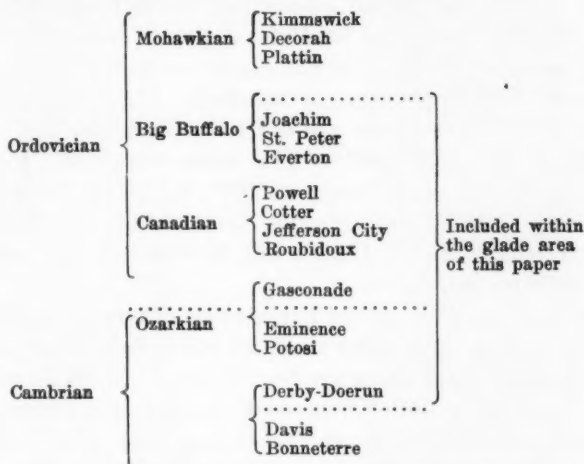 Kimmswick
Mohawkian Decorah
Plattin
Joachim
Big Buffalo St. Peter
Everton
Ordovician
Powell
Cotter
Canadian Jefferson City
Roubidoux
Included within
the glade area
of this paper
Gasconade
Ozarkian Eminence
Potosi
Cambrian Derby-Doerun
Davis
Bonneterre